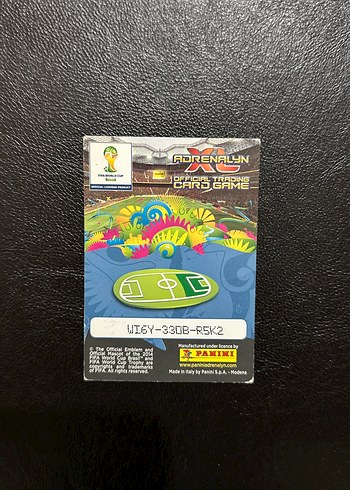 FIFA WORLD CUP
Brasil
OFFICIAL LICENSED PRODUCT
ADRENALYN
XL
OFFICIAL TRADING
CARD GAME
WI6Y-33DB-R5K2
© The Official Emblem and
Official Mascot of the 2014
FIFA World Cup Brasil™ and
FIFA World Cup Trophy are
copyrights and trademarks
of FIFA. All rights reserved.
Manufactured under licence by
PANINI
www.paniniadrenalyn.com
Made in Italy by Panini S.p.A. - Modena